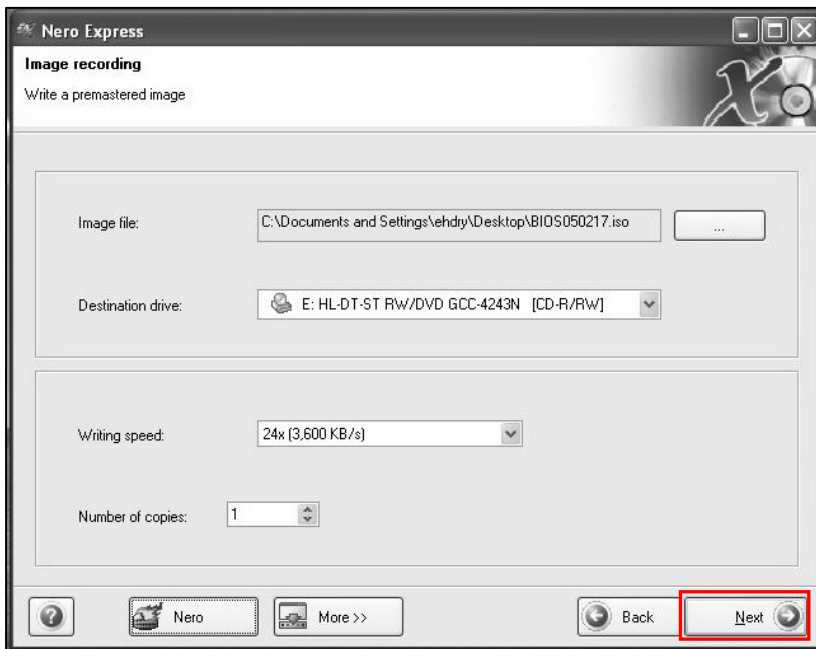 Nero Express
Image recording
Write a premastered image
Image file:
C:\Documents and Settings\ehdry\Desktop\BIOS050217.iso
...
Destination drive:
E: HL-DT-ST RW/DVD GCC-4243N [CD-R/RW]
Writing speed:
24x (3,600 KB/s)
Number of copies:
1
?
Nero
More >>
Back
Next